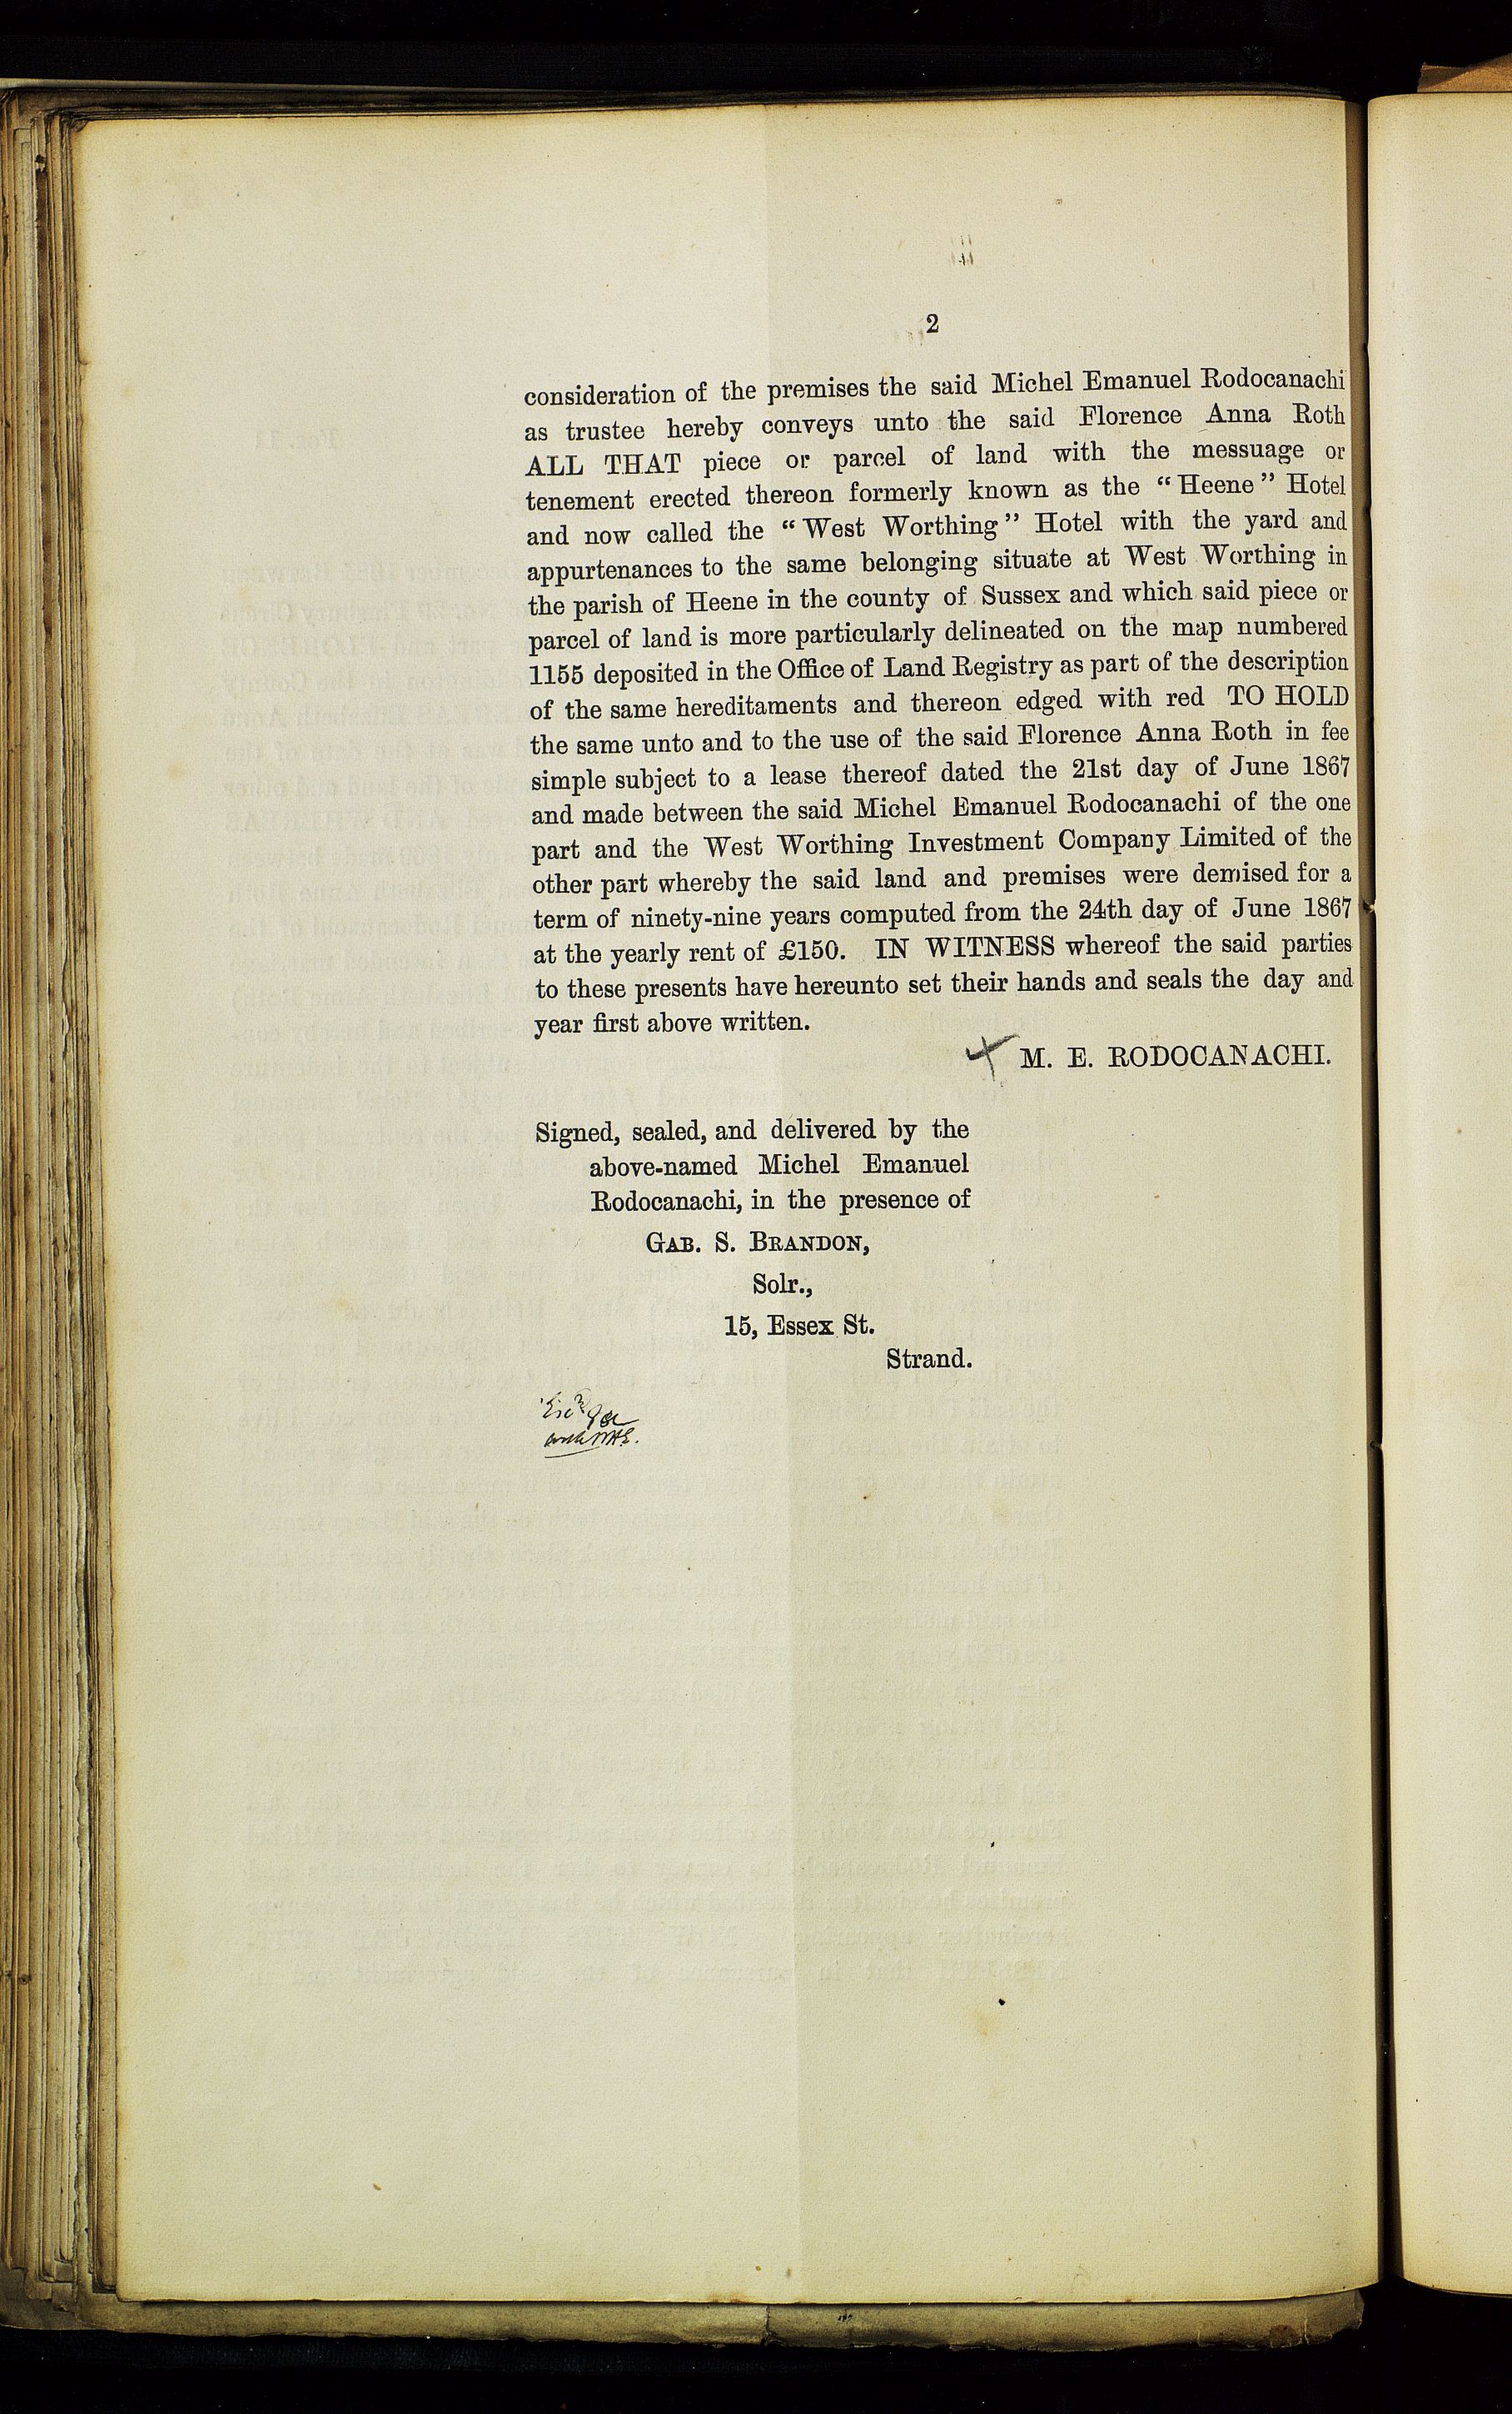 2
consideration of the premises the said Michel Emanuel Rodocanachi
as trustee hereby conveys unto the said Florence Anna Roth
ALL THAT piece or parcel of land with the messuage or
tenement erected thereon formerly known as the “Heene” Hotel
and now called the “West Worthing” Hotel with the yard and
appurtenances to the same belonging situate at West Worthing in
the parish of Heene in the county of Sussex and which said piece or
parcel of land is more particularly delineated on the map numbered
1155 deposited in the Office of Land Registry as part of the description
of the same hereditaments and thereon edged with red TO HOLD
the same unto and to the use of the said Florence Anna Roth in fee
simple subject to a lease thereof dated the 21st day of June 1867
and made between the said Michel Emanuel Rodocanachi of the one
part and the West Worthing Investment Company Limited of the
other part whereby the said land and premises were demised for a
term of ninety-nine years computed from the 24th day of June 1867
at the yearly rent of £150. IN WITNESS whereof the said parties
to these presents have hereunto set their hands and seals the day and
year first above written.
M. E. RODOCANACHI.
Signed, sealed, and delivered by the
above-named Michel Emanuel
Rodocanachi, in the presence of
GAB. S. BRANDON,
Solr.,
15, Essex St.
Strand.